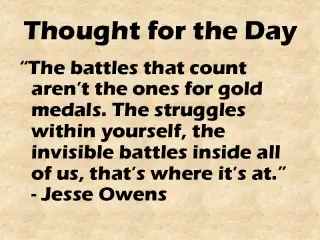 Thought for the Day
“The battles that count
aren’t the ones for gold
medals. The struggles
within yourself, the
invisible battles inside all
of us, that’s where it’s at.”
- Jesse Owens